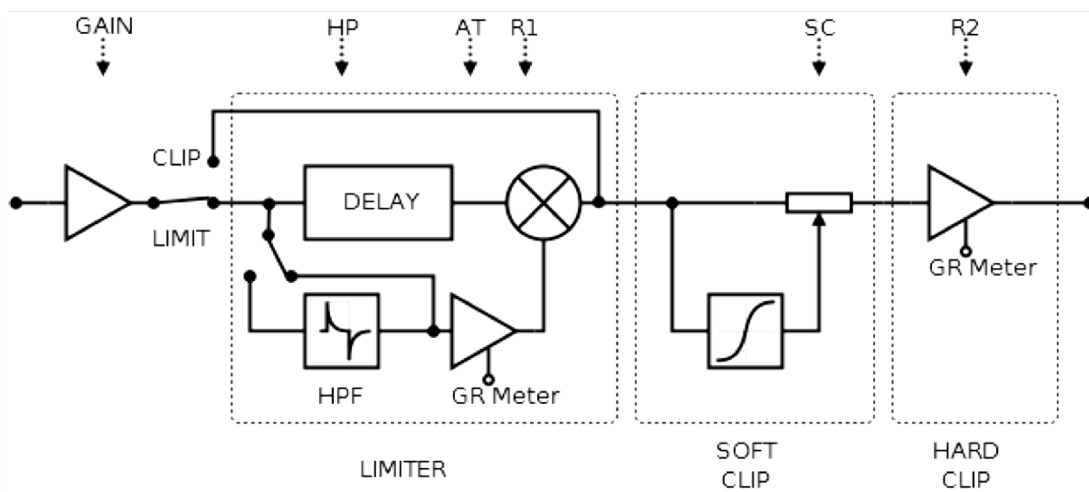 GAIN
HP
AT
R1
SC
R2
CLIP
LIMIT
DELAY
HPF
GR Meter
GR Meter
LIMITER
SOFT
CLIP
HARD
CLIP